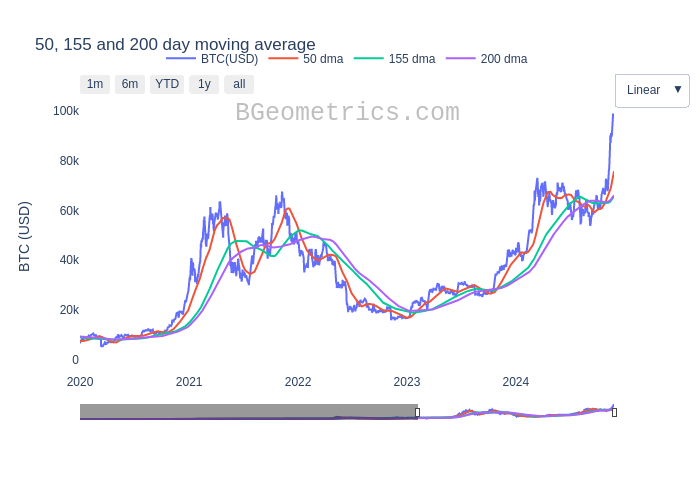 50, 155 and 200 day moving average
BTC(USD) 50 dma 155 dma 200 dma
1m 6m YTD 1y all
Linear ▼
BGeometrics.com
100k
80k
60k
40k
20k
0
BTC (USD)
2020 2021 2022 2023 2024